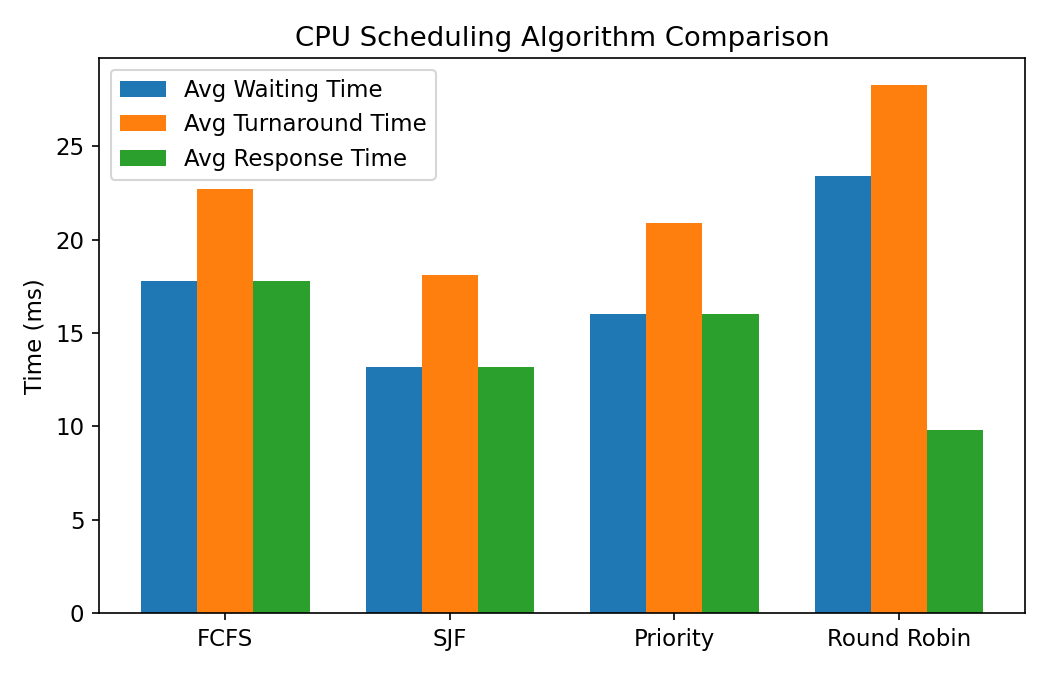 CPU Scheduling Algorithm Comparison
Avg Waiting Time
Avg Turnaround Time
Avg Response Time
Time (ms)
25
20
15
10
5
0
FCFS SJF Priority Round Robin